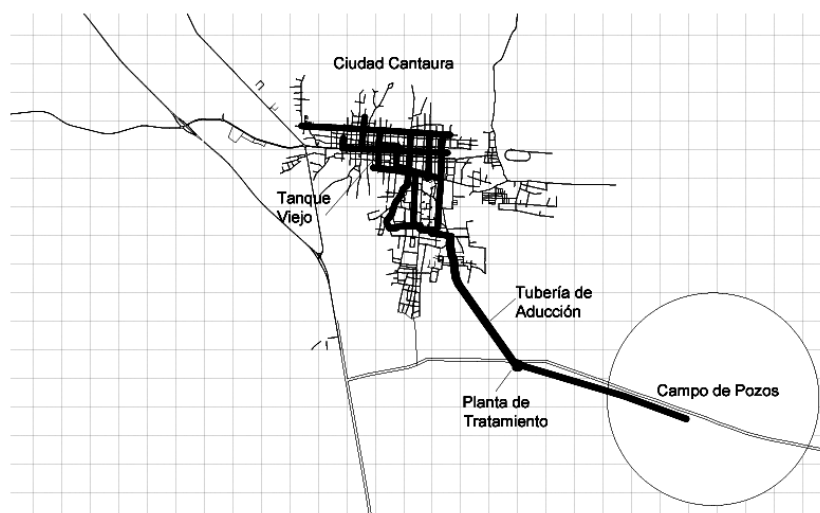 Ciudad Cantaura
Tanque
Viejo
Tubería de
Aducción
Campo de Pozos
Planta de
Tratamiento